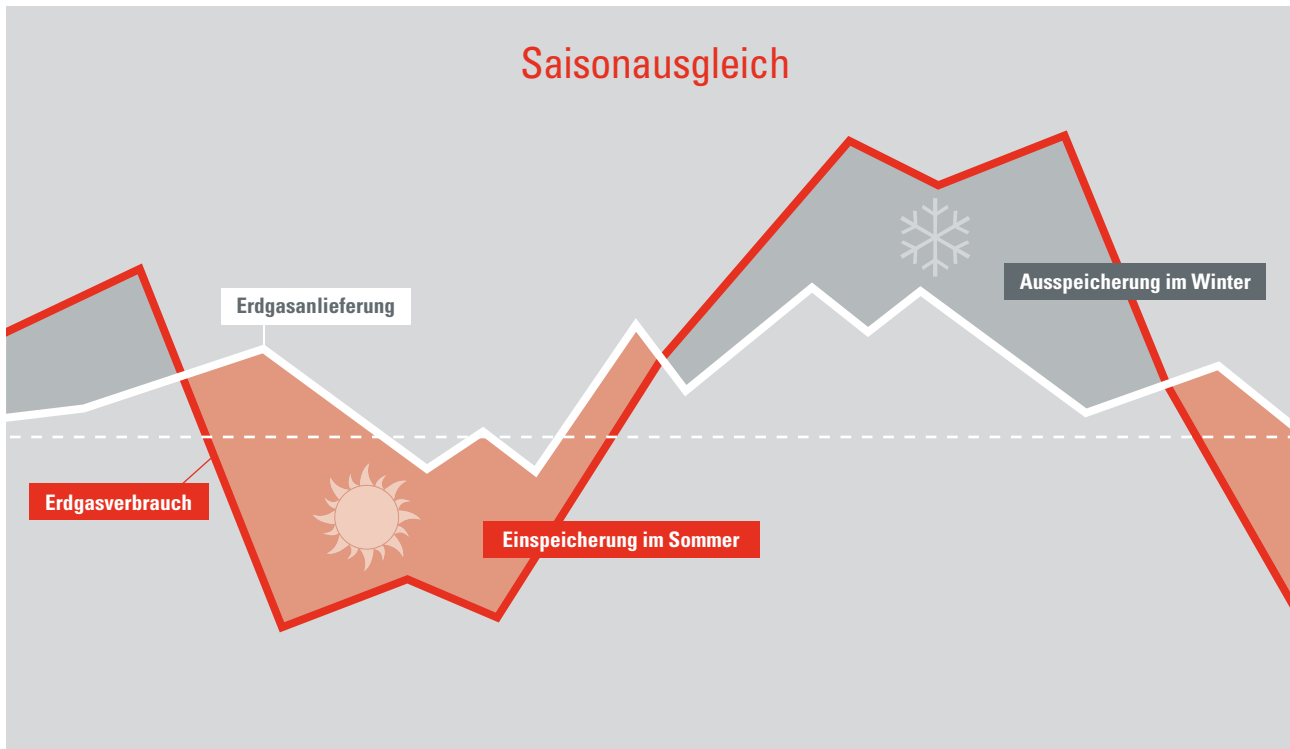 Saisonausgleich
Erdgasanlieferung
Ausspeicherung im Winter
Erdgasverbrauch
Einspeicherung im Sommer